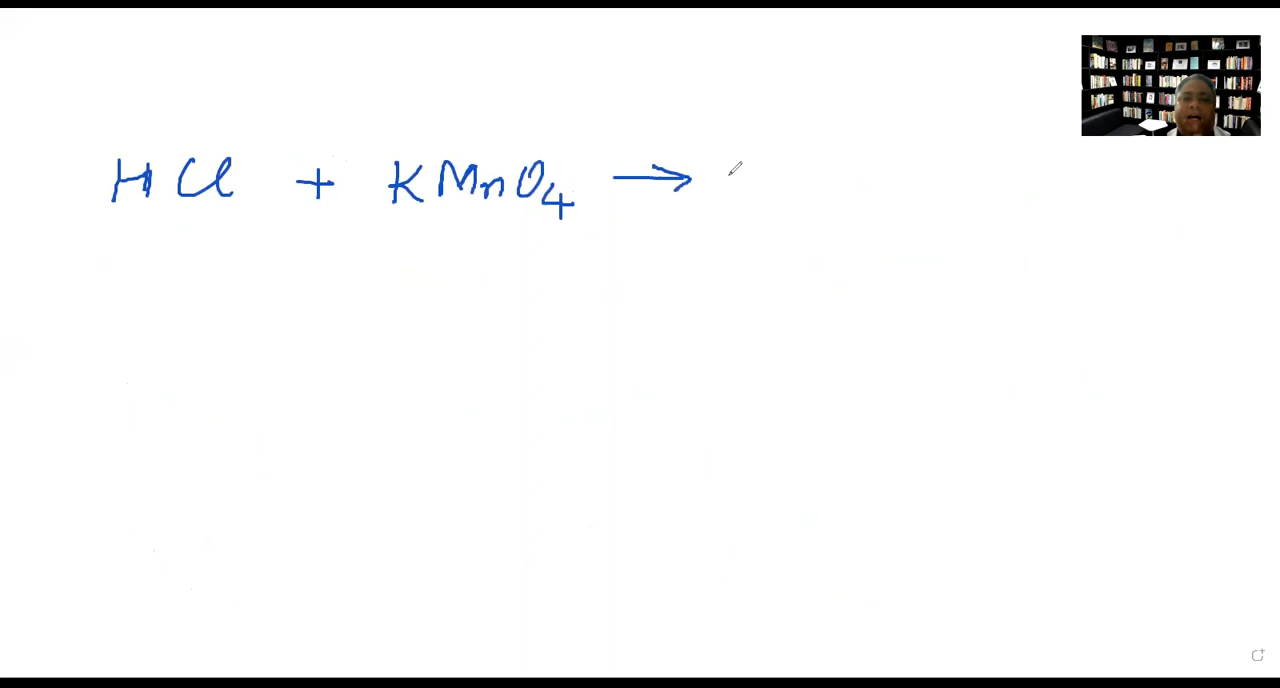 HCl + KMnO4 →